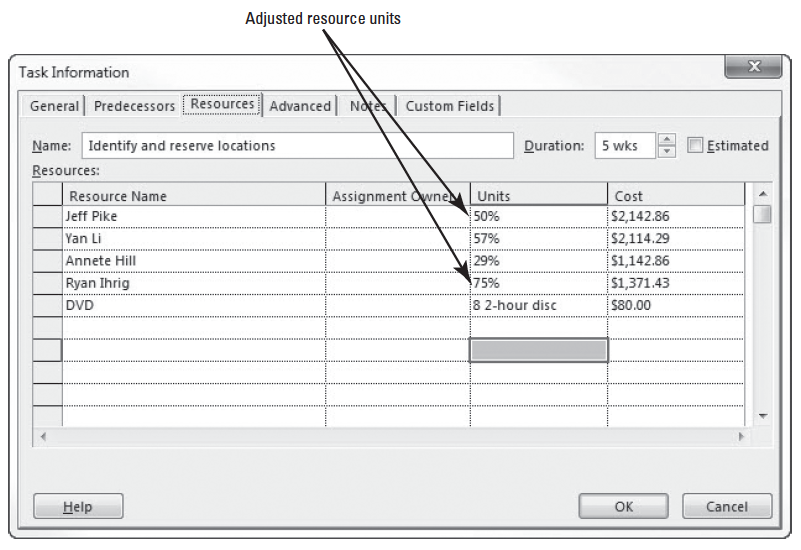 Adjusted resource units
Task Information
General Predecessors Resources Advanced Notes Custom Fields
Name: Identify and reserve locations Duration: 5 wks Estimated
Resources:
Resource Name Assignment Owner Units Cost
Jeff Pike 50% $2,142.86
Yan Li 57% $2,114.29
Annete Hill 29% $1,142.86
Ryan Ihrig 75% $1,371.43
DVD 8 2-hour disc $80.00
Help OK Cancel